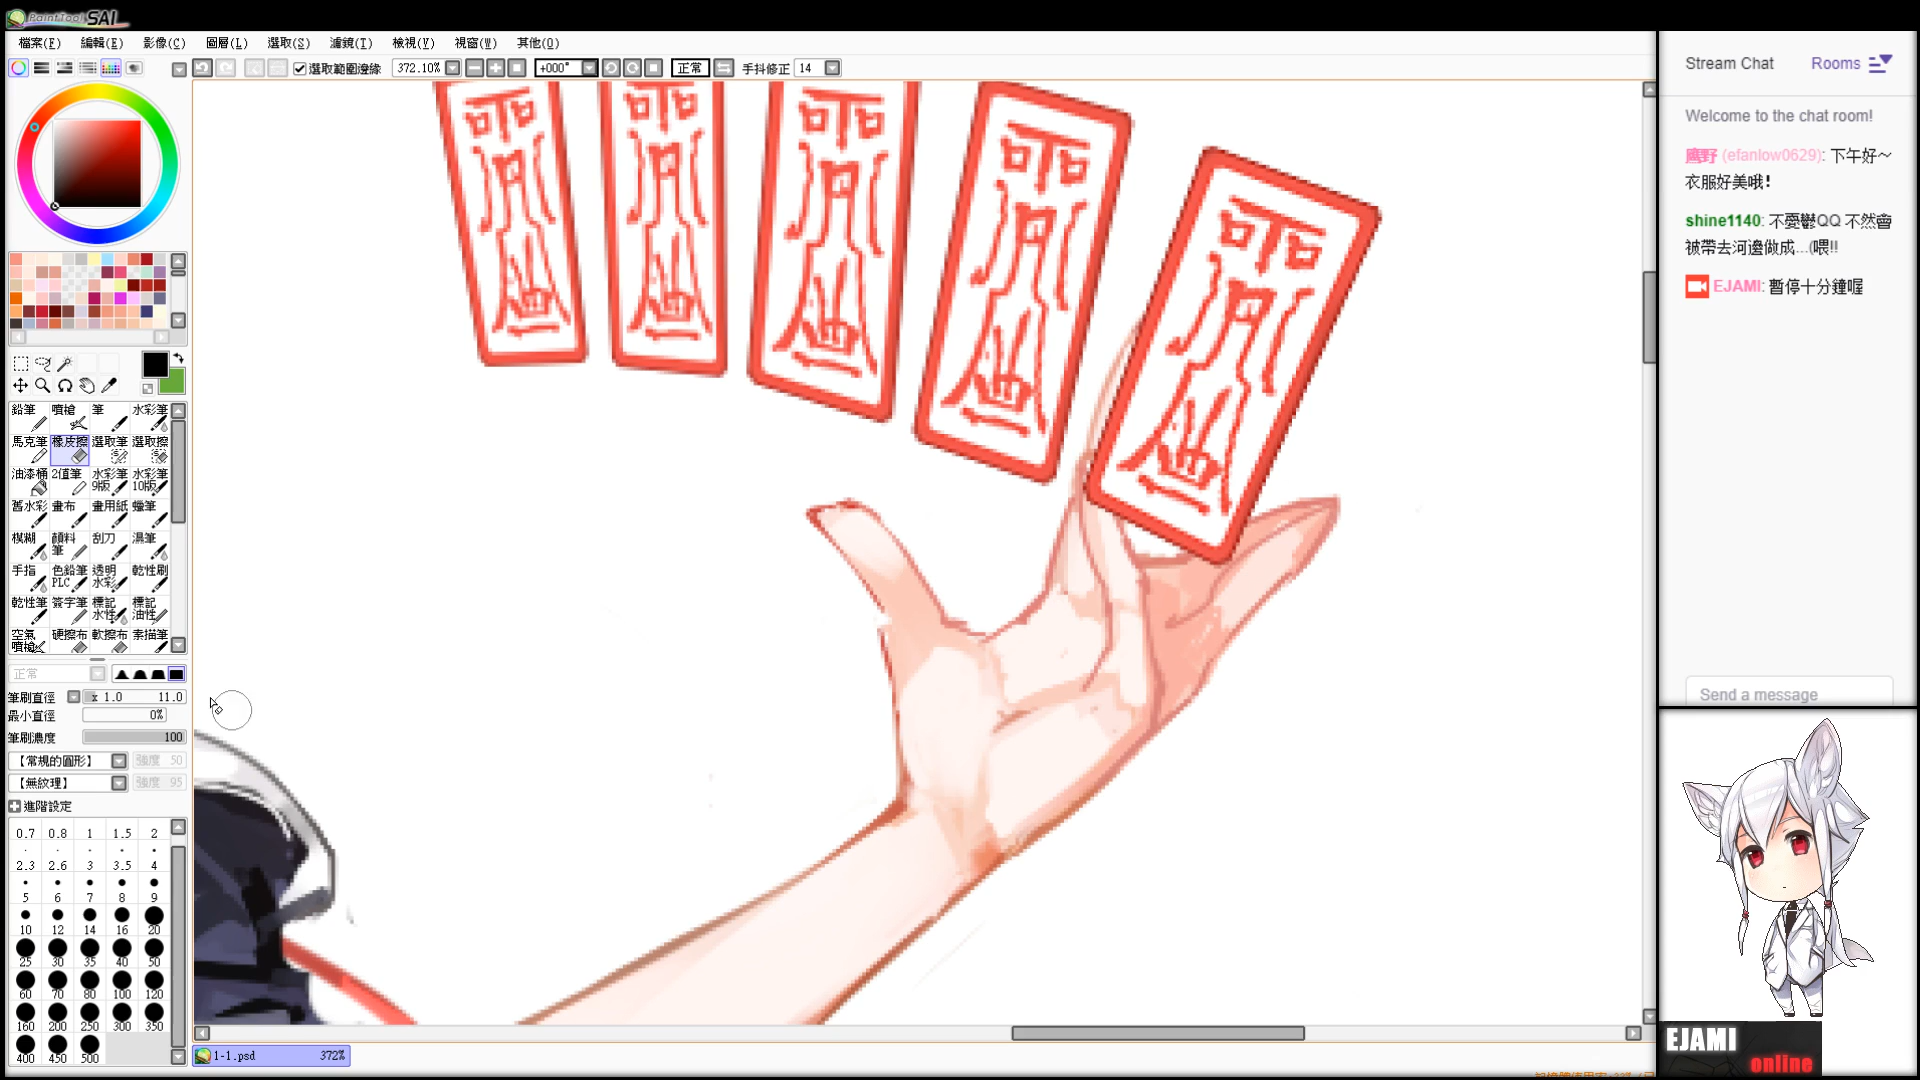 PaintTool SAI
檔案(F) 編輯(E) 影像(C) 圖層(L) 選取(S) 濾鏡(T) 檢視(V) 視窗(W) 其他(O)
選取範圍邊緣 372.10% +000° 正常 手抖修正 14
鉛筆 噴槍 筆 水彩筆
馬克筆 橡皮擦 選取筆 選取擦
油漆桶 2值筆 水彩筆9版 水彩筆10版
舊水彩 畫布 畫用紙 蠟筆
模糊 顏料筆 刮刀 濕筆
手指 色鉛筆PLC 透明水彩 乾性刷
乾性筆 簽字筆 標記水性 標記油性
空氣噴槍 硬擦布 軟擦布 素描筆
正常
筆刷直徑 x 1.0 11.0
最小直徑 0%
筆刷濃度 100
【常規的圓形】 強度 50
【無紋理】 強度 95
進階設定
0.7 0.8 1 1.5 2
2.3 2.6 3 3.5 4
5 6 7 8 9
10 12 14 16 20
25 30 35 40 50
60 70 80 100 120
160 200 250 300 350
400 450 500
1-1.psd 372%
Stream Chat Rooms
Welcome to the chat room!
鷹野 (efanlow0629): 下午好～
衣服好美哦!
shine1140: 不憂鬱QQ 不然會
被帶去河邊做成...(喂!!
EJAMI: 暫停十分鐘喔
Send a message
EJAMI
online